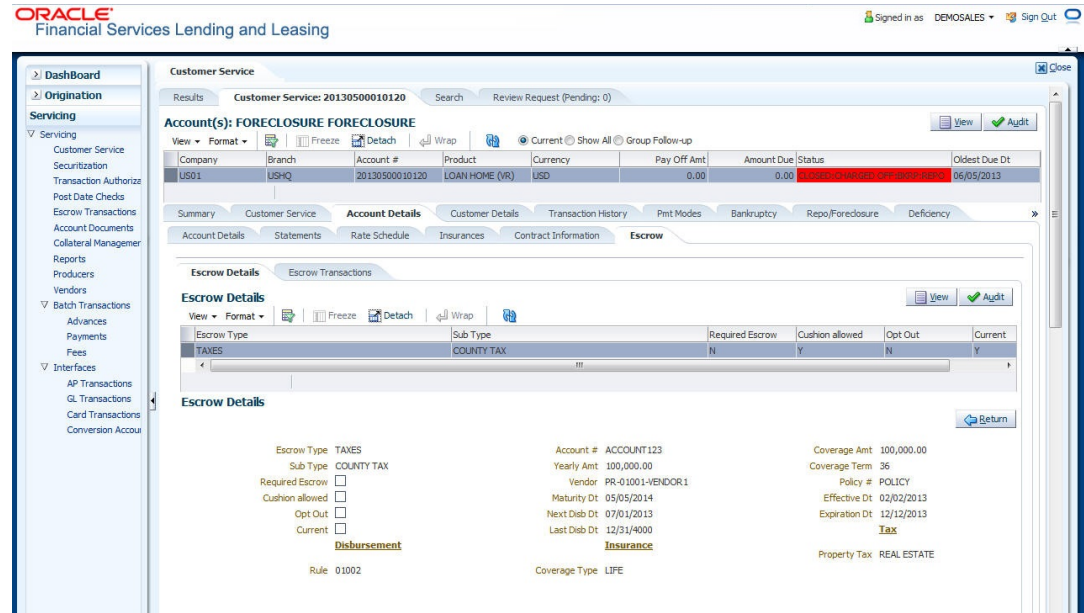 ORACLE
Financial Services Lending and Leasing
Signed in as DEMOSALES Sign Out
Close
DashBoard
Origination
Servicing
Servicing
Customer Service
Securitization
Transaction Authoriza
Post Date Checks
Escrow Transactions
Account Documents
Collateral Managemer
Reports
Producers
Vendors
Batch Transactions
Advances
Payments
Fees
Interfaces
AP Transactions
GL Transactions
Card Transactions
Conversion Accou
Customer Service
Results Customer Service: 20130500010120 Search Review Request (Pending: 0)
Account(s): FORECLOSURE FORECLOSURE
View Audit
View Format Freeze Detach Wrap Current Show All Group Follow-up
Company Branch Account # Product Currency Pay Off Amt Amount Due Status Oldest Due Dt
US01 USHQ 20130500010120 LOAN HOME (VR) USD 0.00 0.00 CLOSED:CHARGED OFF:BKRP:REPO 06/05/2013
Summary Customer Service Account Details Customer Details Transaction History Pmt Modes Bankruptcy Repo/Foreclosure Deficiency »
Account Details Statements Rate Schedule Insurances Contract Information Escrow
Escrow Details Escrow Transactions
Escrow Details
View Audit
View Format Freeze Detach Wrap
Escrow Type Sub Type Required Escrow Cushion allowed Opt Out Current
TAXES COUNTY TAX N Y N Y
Escrow Details
Return
Escrow Type TAXES Account # ACCOUNT123 Coverage Amt 100,000.00
Sub Type COUNTY TAX Yearly Amt 100,000.00 Coverage Term 36
Required Escrow Vendor PR-01001-VENDOR1 Policy # POLICY
Cushion allowed Maturity Dt 05/05/2014 Effective Dt 02/02/2013
Opt Out Next Disb Dt 07/01/2013 Expiration Dt 12/12/2013
Current Last Disb Dt 12/31/4000 Tax
Disbursement Insurance
Property Tax REAL ESTATE
Rule 01002 Coverage Type LIFE